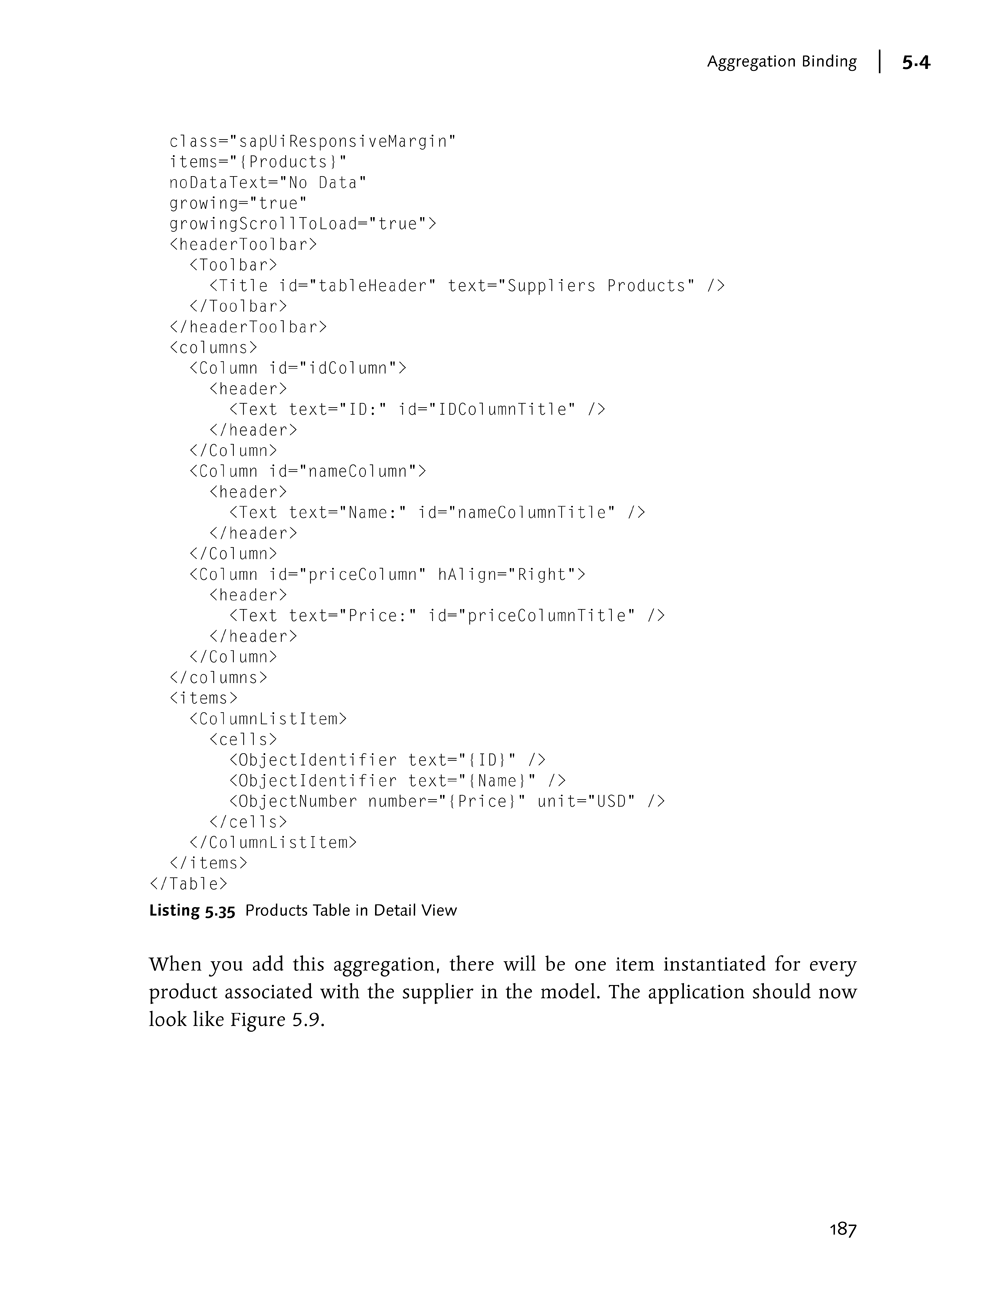 Aggregation Binding | 5.4
class="sapUiResponsiveMargin"
items="{Products}"
noDataText="No Data"
growing="true"
growingScrollToLoad="true">
<headerToolbar>
<Toolbar>
<Title id="tableHeader" text="Suppliers Products" />
</Toolbar>
</headerToolbar>
<columns>
<Column id="idColumn">
<header>
<Text text="ID:" id="IDColumnTitle" />
</header>
</Column>
<Column id="nameColumn">
<header>
<Text text="Name:" id="nameColumnTitle" />
</header>
</Column>
<Column id="priceColumn" hAlign="Right">
<header>
<Text text="Price:" id="priceColumnTitle" />
</header>
</Column>
</columns>
<items>
<ColumnListItem>
<cells>
<ObjectIdentifier text="{ID}" />
<ObjectIdentifier text="{Name}" />
<ObjectNumber number="{Price}" unit="USD" />
</cells>
</ColumnListItem>
</items>
</Table>
Listing 5.35 Products Table in Detail View
When you add this aggregation, there will be one item instantiated for every
product associated with the supplier in the model. The application should now
look like Figure 5.9.
187